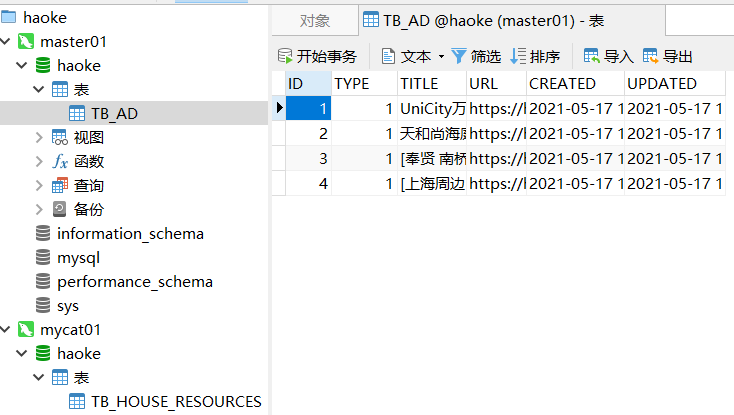 haoke
master01
haoke
表
TB_AD
视图
函数
查询
备份
information_schema
mysql
performance_schema
sys
mycat01
haoke
表
TB_HOUSE_RESOURCES
对象 TB_AD @haoke (master01) - 表
开始事务 文本 筛选 排序 导入 导出
ID TYPE TITLE URL CREATED UPDATED
1 1 UniCity万 https://l 2021-05-17 1 2021-05-17 1
2 1 天和尚海 https://l 2021-05-17 1 2021-05-17 1
3 1 [奉贤 南桥 https://l 2021-05-17 1 2021-05-17 1
4 1 [上海周边 https://l 2021-05-17 1 2021-05-17 1